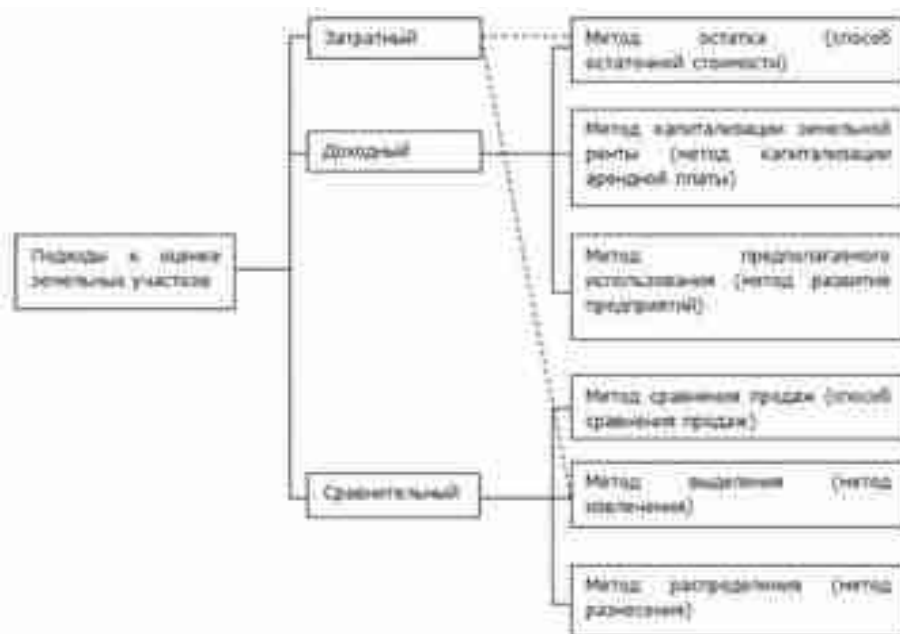 Затратный
Метод остатка (способ
остаточной стоимости)
Доходный
Метод капитализации земельной
ренты (метод капитализации
арендной платы)
Подходы к оценке
земельных участков
Метод предполагаемого
использования (метод развития
предприятий)
Метод сравнения продаж (способ
сравнения продаж)
Сравнительный
Метод выделения (метод
извлечения)
Метод распределения (метод
разнесения)